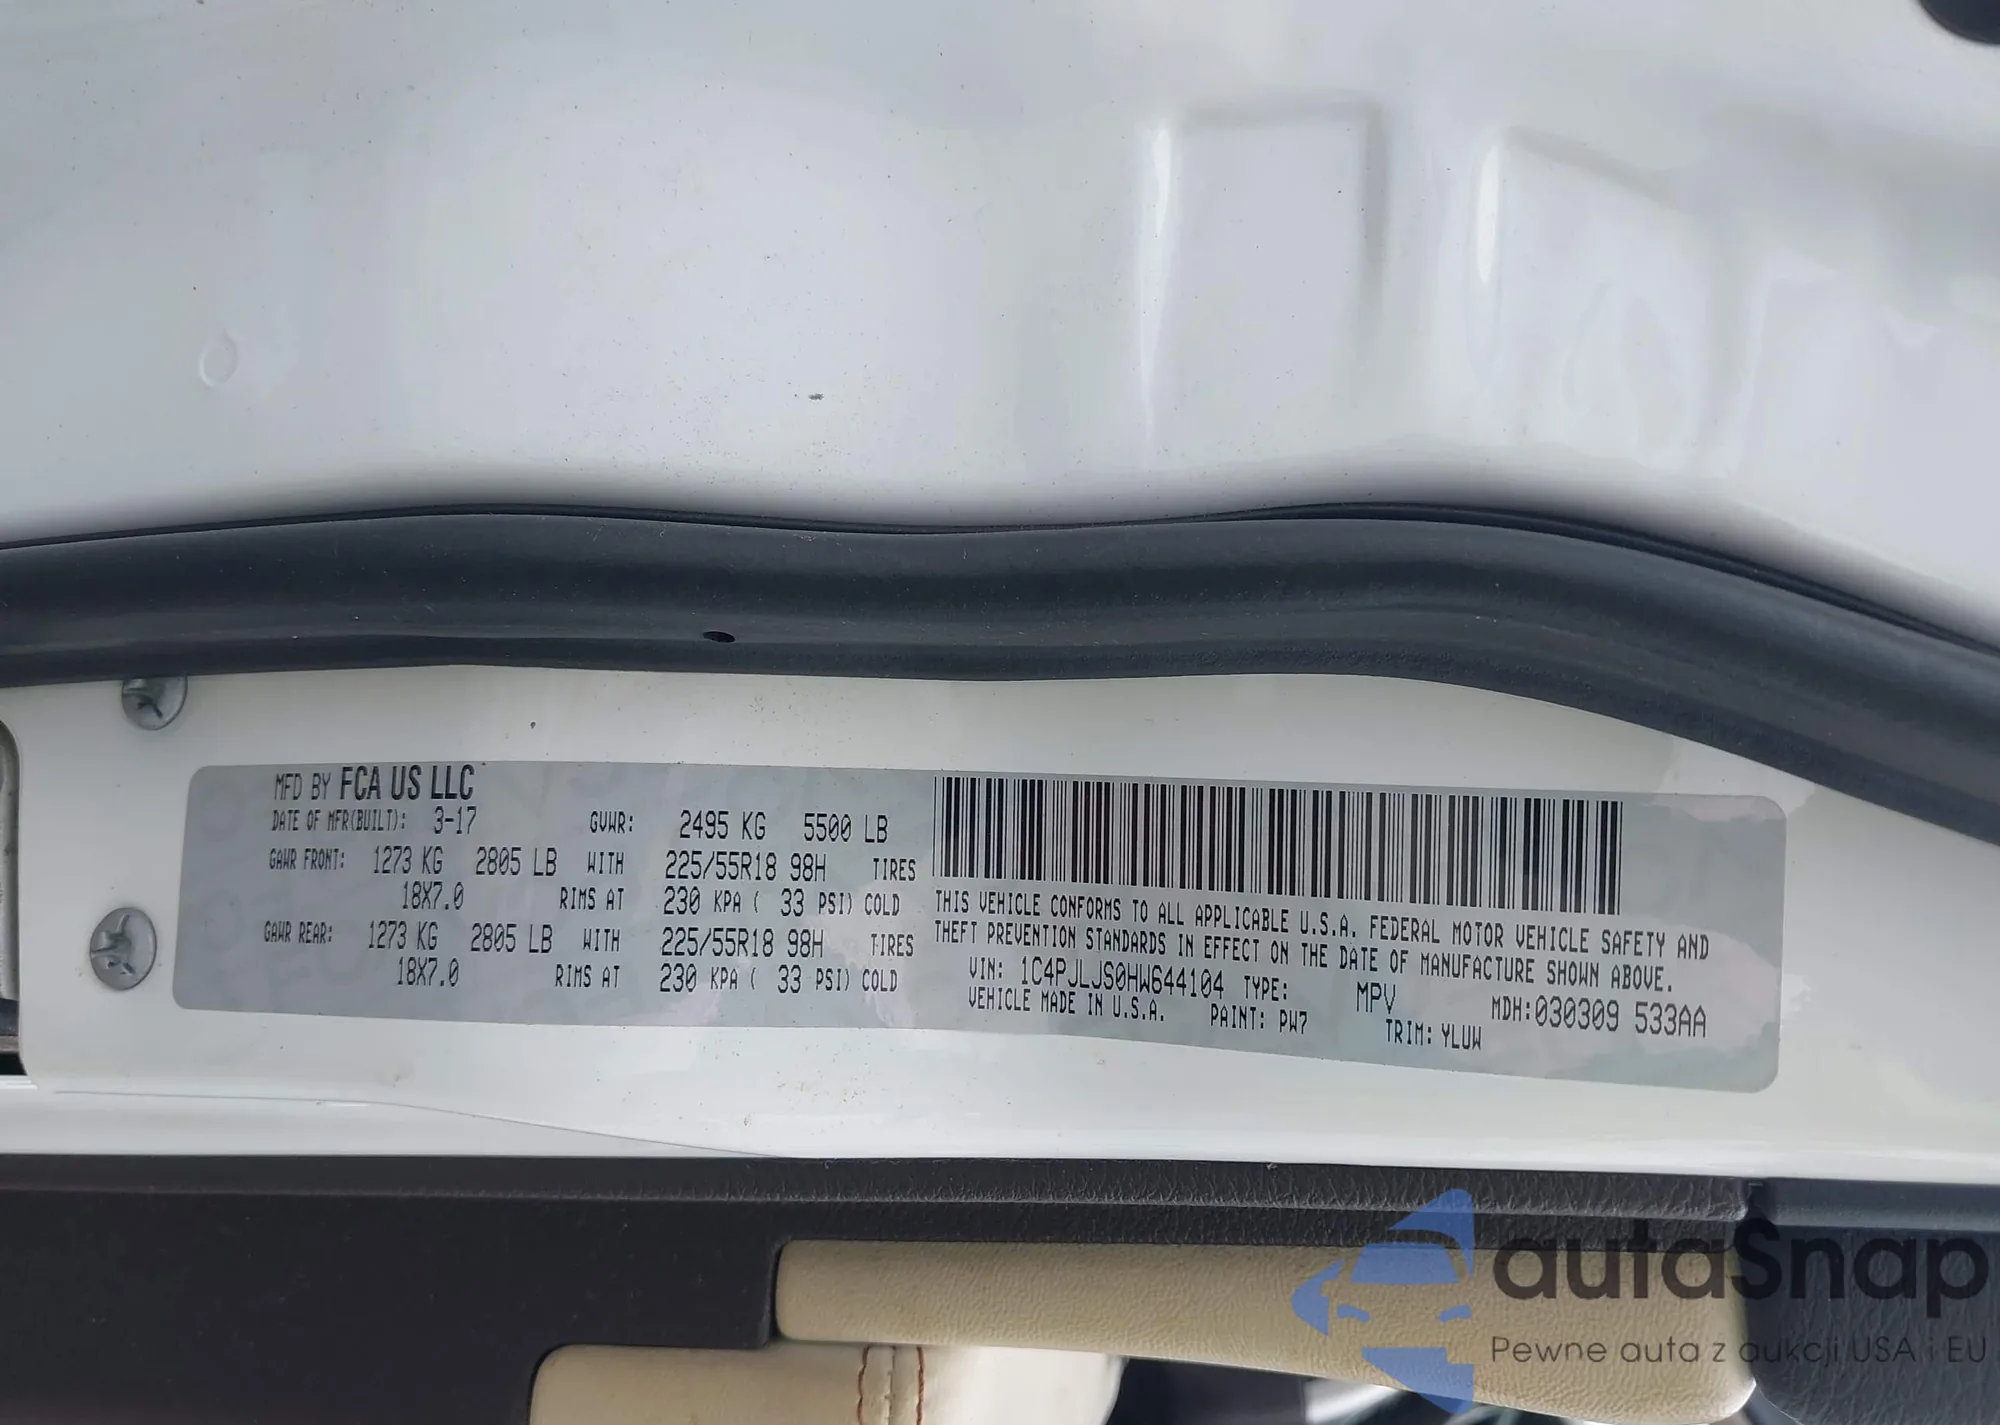 MFD BY FCA US LLC
DATE OF MFR(BUILT): 3-17 GVWR: 2495 KG 5500 LB
GAWR FRONT: 1273 KG 2805 LB WITH 225/55R18 98H TIRES
18X7.0 RIMS AT 230 KPA ( 33 PSI) COLD
GAWR REAR: 1273 KG 2805 LB WITH 225/55R18 98H TIRES
18X7.0 RIMS AT 230 KPA ( 33 PSI) COLD
THIS VEHICLE CONFORMS TO ALL APPLICABLE U.S.A. FEDERAL MOTOR VEHICLE SAFETY AND
THEFT PREVENTION STANDARDS IN EFFECT ON THE DATE OF MANUFACTURE SHOWN ABOVE.
VIN: 1C4PJLJS0HW644104 TYPE: MPV MDH:030309 533AA
VEHICLE MADE IN U.S.A. PAINT: PW7 TRIM: YLUW
autaSnap
Pewne auta z aukcji USA i EU